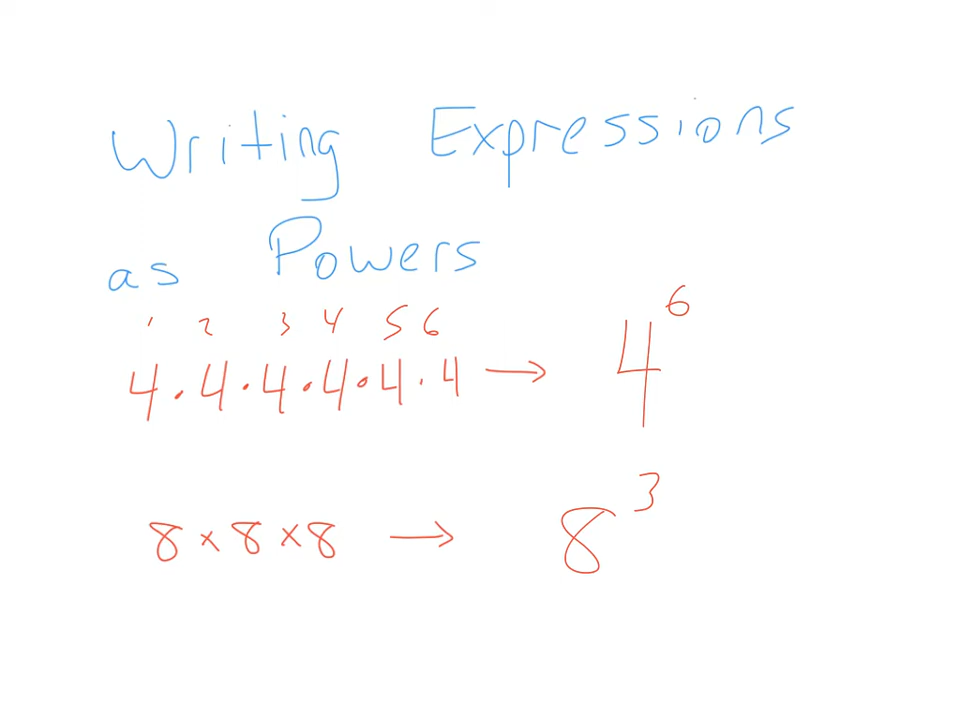 Writing Expressions
as Powers
1 2 3 4 5 6
4 · 4 · 4 · 4 · 4 · 4 → 4⁶
8 × 8 × 8 → 8³